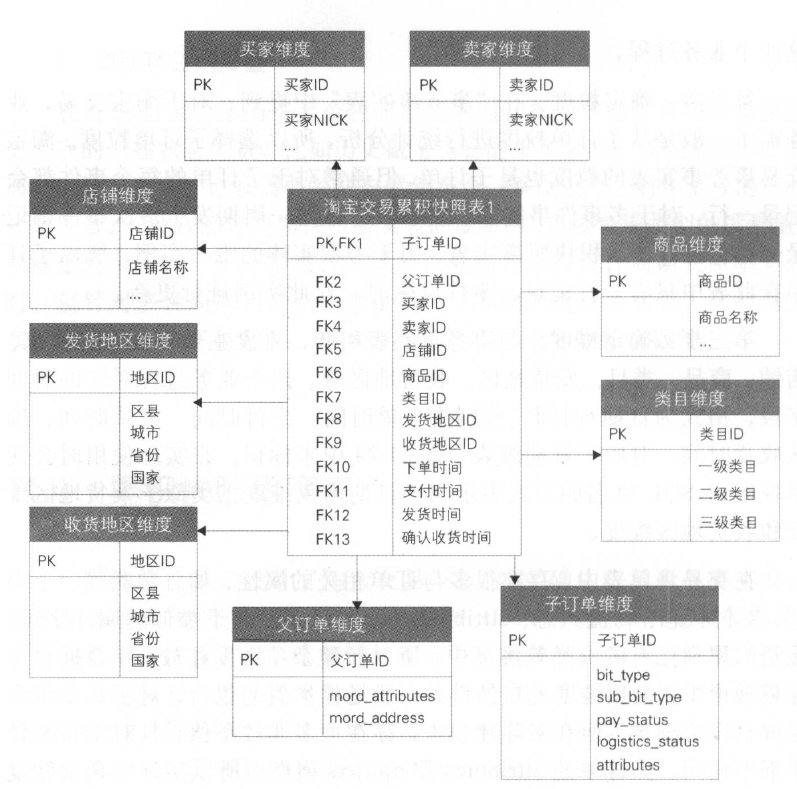 买家维度
PK 买家ID
买家NICK
...
卖家维度
PK 卖家ID
卖家NICK
...
店铺维度
PK 店铺ID
店铺名称
...
发货地区维度
PK 地区ID
区县
城市
省份
国家
收货地区维度
PK 地区ID
区县
城市
省份
国家
淘宝交易累积快照表1
PK,FK1 子订单ID
FK2 父订单ID
FK3 买家ID
FK4 卖家ID
FK5 店铺ID
FK6 商品ID
FK7 类目ID
FK8 发货地区ID
FK9 收货地区ID
FK10 下单时间
FK11 支付时间
FK12 发货时间
FK13 确认收货时间
商品维度
PK 商品ID
商品名称
...
类目维度
PK 类目ID
一级类目
二级类目
三级类目
父订单维度
PK 父订单ID
mord_attributes
mord_address
子订单维度
PK 子订单ID
bit_type
sub_bit_type
pay_status
logistics_status
attributes